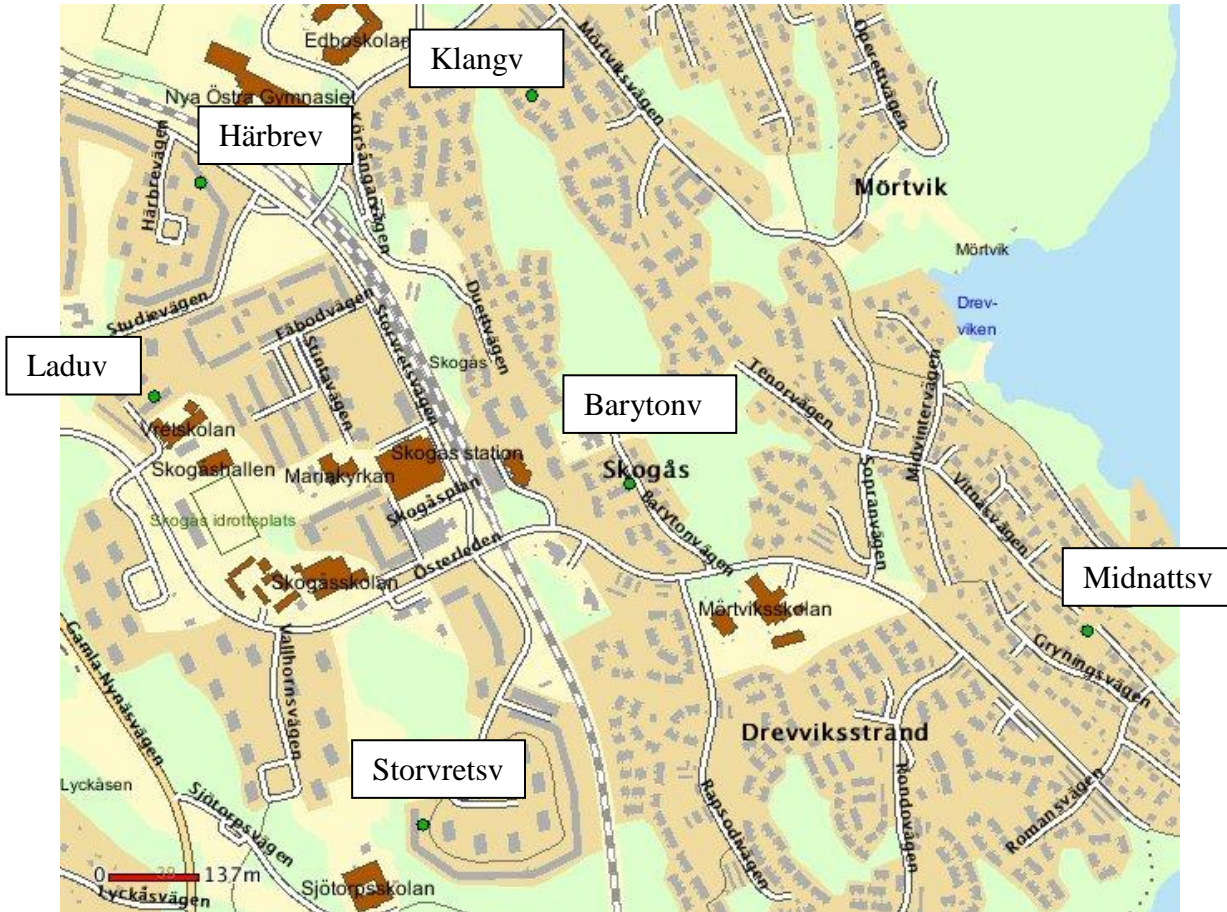 Edboskolan
Klangv
Mörtviksvägen
Operettvägen
Nya Östra Gymnasiet
Härbrev
Körsångarvägen
Härbrevägen
Mörtvik
Mörtvik
Drev-
viken
Studievägen
Fäbodvägen
Storvretsvägen
Duettvägen
Stintavägen
Skogås
Laduv
Tenorvägen
Midvintervägen
Barytonv
Vretskolan
Skogåshallen
Mariakyrkan
Skogås station
Skogås
Skogåsplan
Barytonvägen
Sopranvägen
Vitnäsvägen
Skogås idrottsplats
Österleden
Skogåsskolan
Mörtviksskolan
Midnattsv
Gryningsvägen
Gamla Nynäsvägen
Vallhornsvägen
Drevviksstrand
Storvretsv
Lyckåsen
Sjötorpsvägen
Rapsodivägen
Rondovägen
Romansvägen
0 137m
Sjötorpsskolan
Lyckåsvägen